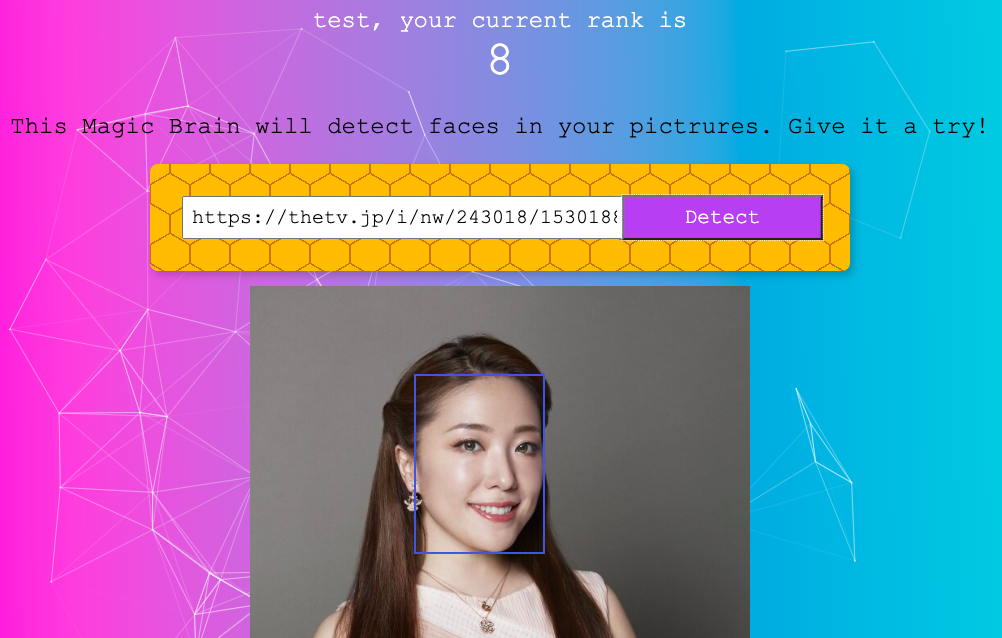 test, your current rank is
8
This Magic Brain will detect faces in your pictrures. Give it a try!
https://thetv.jp/i/nw/243018/153018 Detect